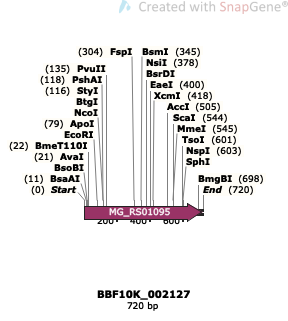 Created with SnapGene®
(304) FspI BsmI (345)
NsiI (378)
(135) PvuII BsrDI
(118) PshAI EaeI (400)
(116) StyI XcmI (418)
BtgI AccI (505)
NcoI ScaI (544)
(79) ApoI MmeI (545)
EcoRI TsoI (601)
(22) BmeT110I NspI (603)
(21) AvaI SphI
BsoBI
(11) BsaAI BmgBI (698)
(0) Start End (720)
MG_RS01095
200 400 600
BBF10K_002127
720 bp